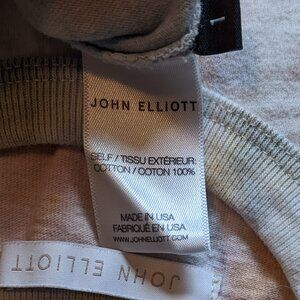 1
JOHN ELLIOTT
SELF / TISSU EXTÉRIEUR:
COTTON / COTON 100%
MADE IN USA
FABRIQUÉ EN USA
WWW.JOHNELLIOTT.COM
JOHN ELLIOTT